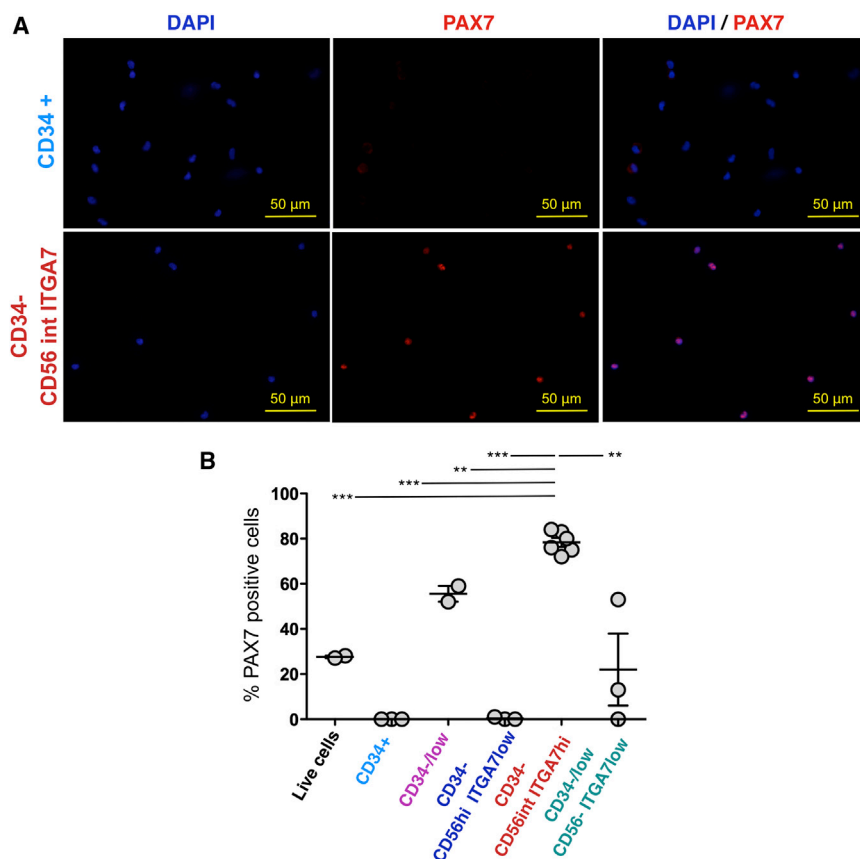 A
DAPI
PAX7
DAPI / PAX7
CD34 +
50 µm
50 µm
50 µm
CD34-
CD56 int ITGA7
50 µm
50 µm
50 µm
B
***
**
**
***
***
% PAX7 positive cells
100
80
60
40
20
0
Live cells
CD34+
CD34-/low
CD34-
CD56hi ITGA7low
CD34-
CD56int ITGA7hi
CD34-/low
CD56- ITGA7low